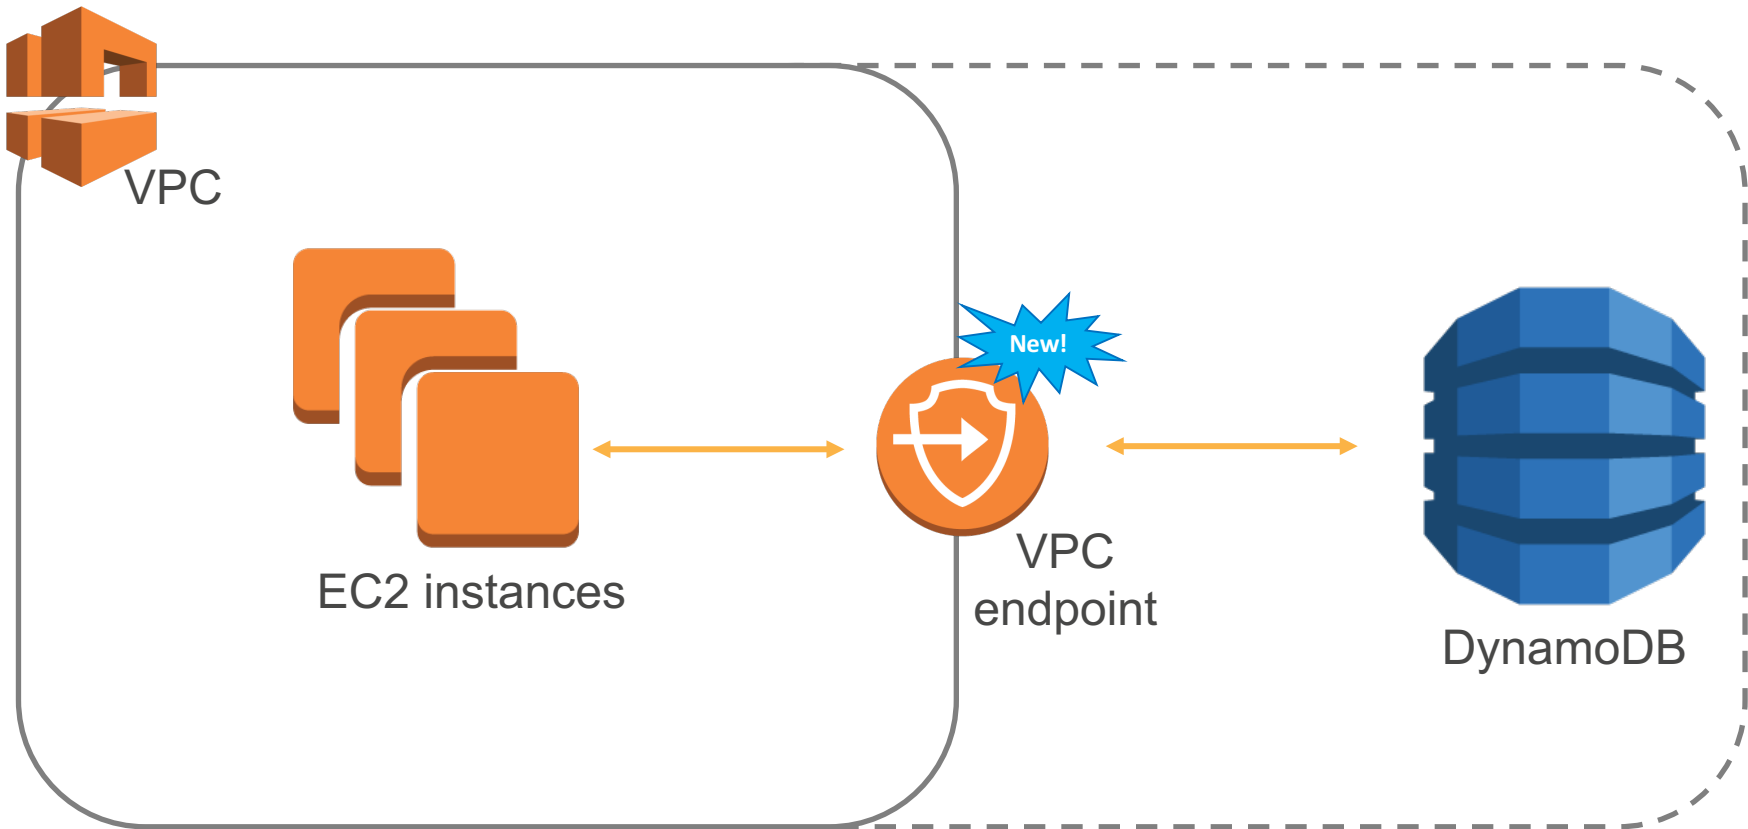 VPC
New!
EC2 instances
VPC
endpoint
DynamoDB